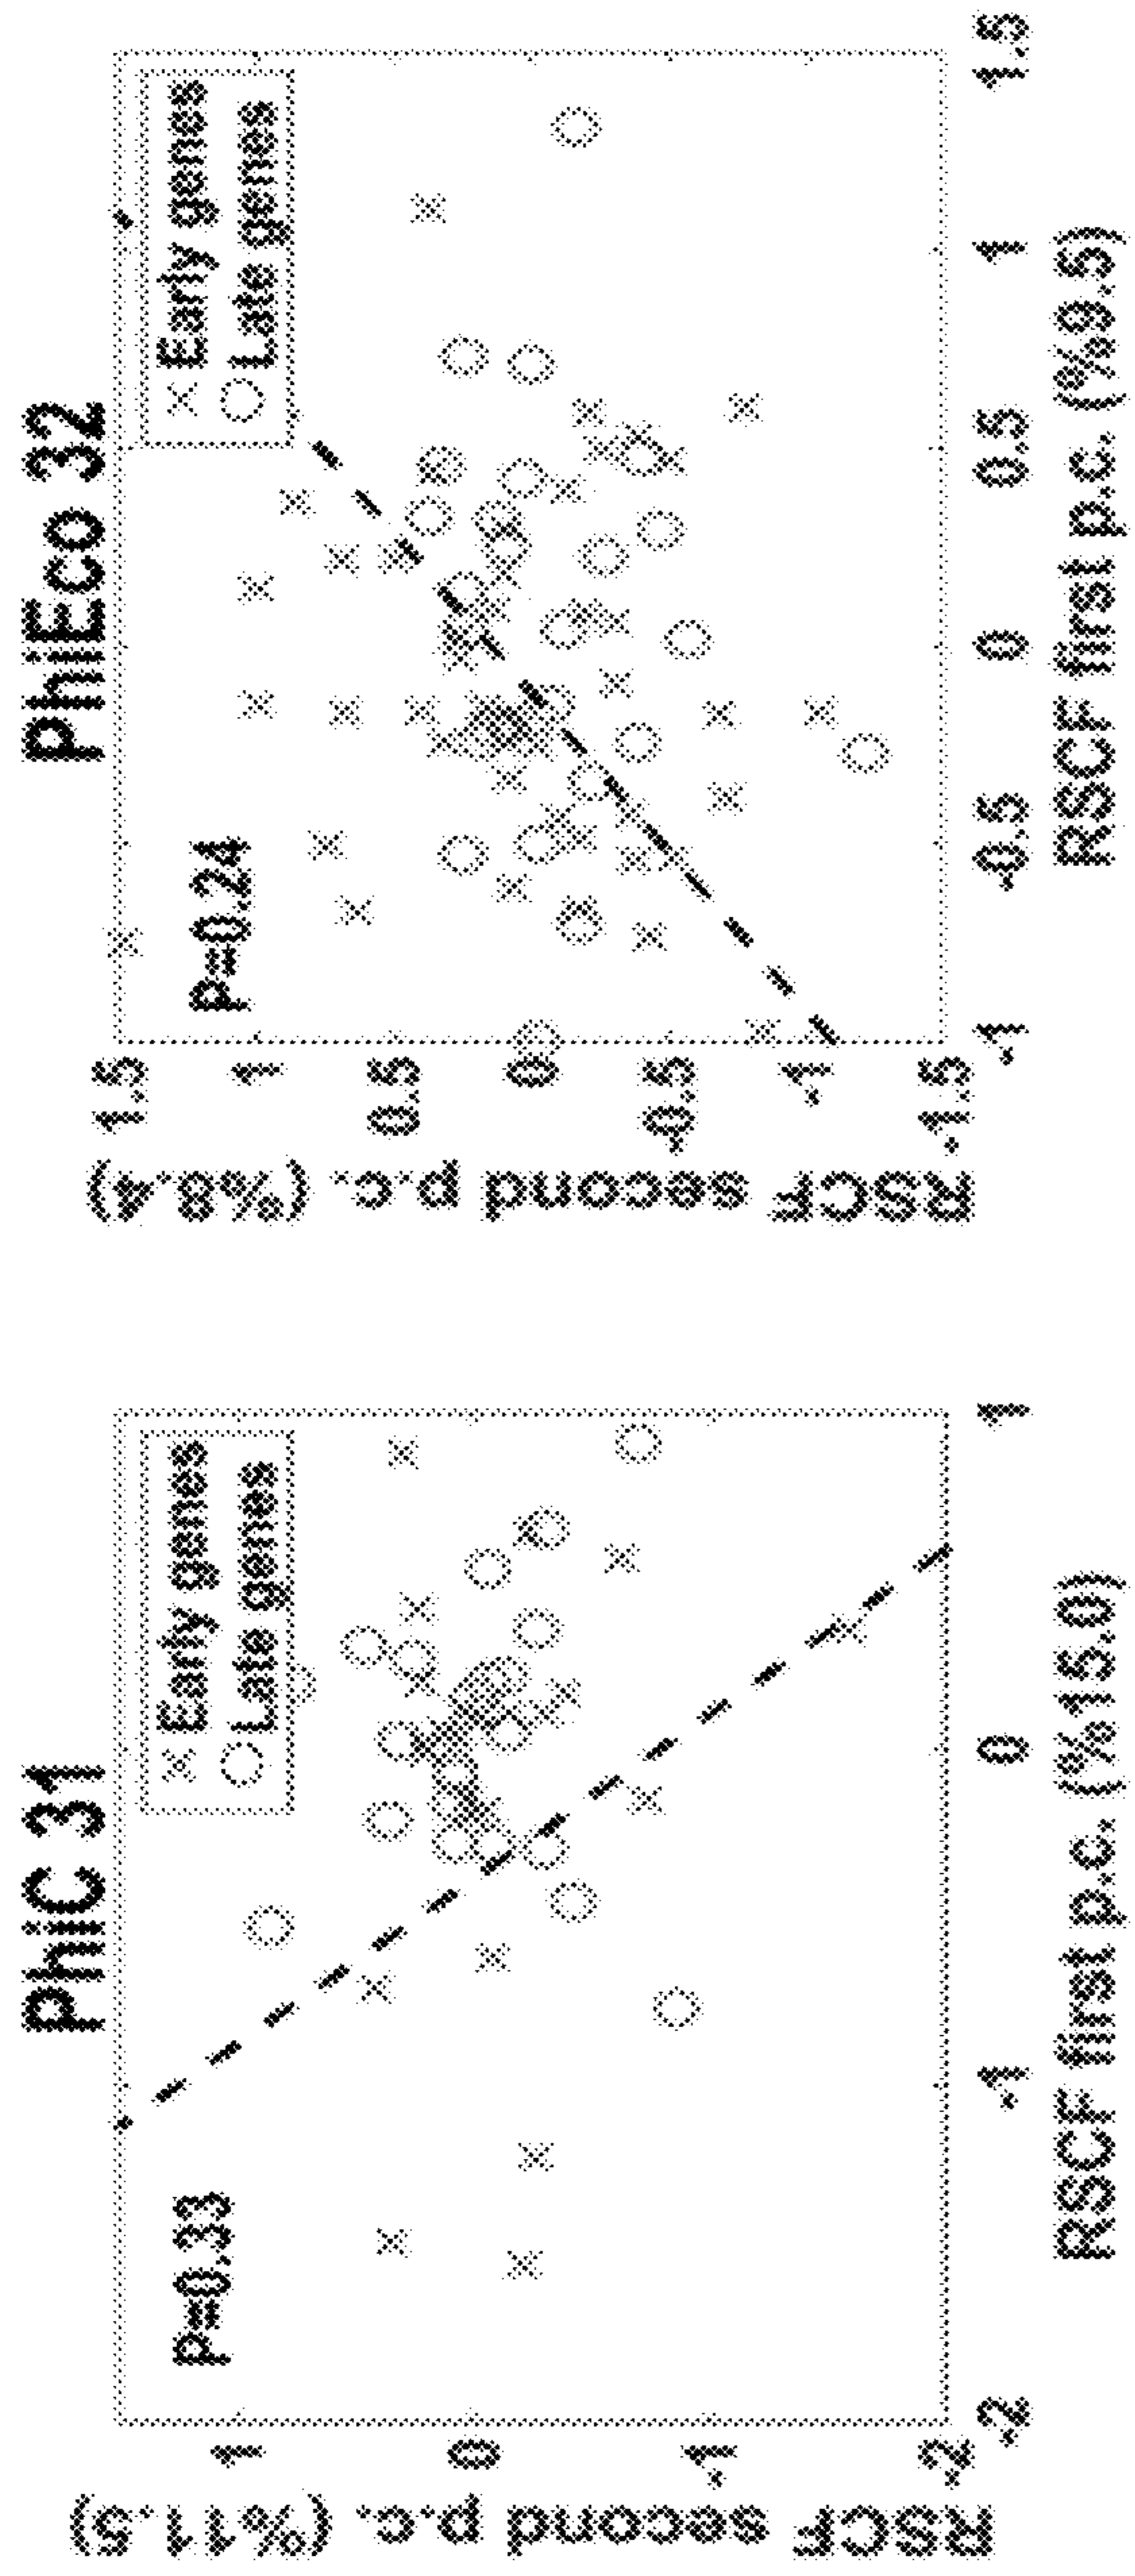 PhiC 31
P=0.33
Early genes
Late genes
1
0
-1
-2
RSCF second p.c. (%11.5)
-2
-1
0
1
RSCF first p.c. (%15.0)
PhiEco 32
P=0.24
Early genes
Late genes
1.5
1
0.5
0
-0.5
-1
-1.5
RSCF second p.c. (%8.4)
-1
-0.5
0
0.5
1
1.5
RSCF first p.c. (%9.5)